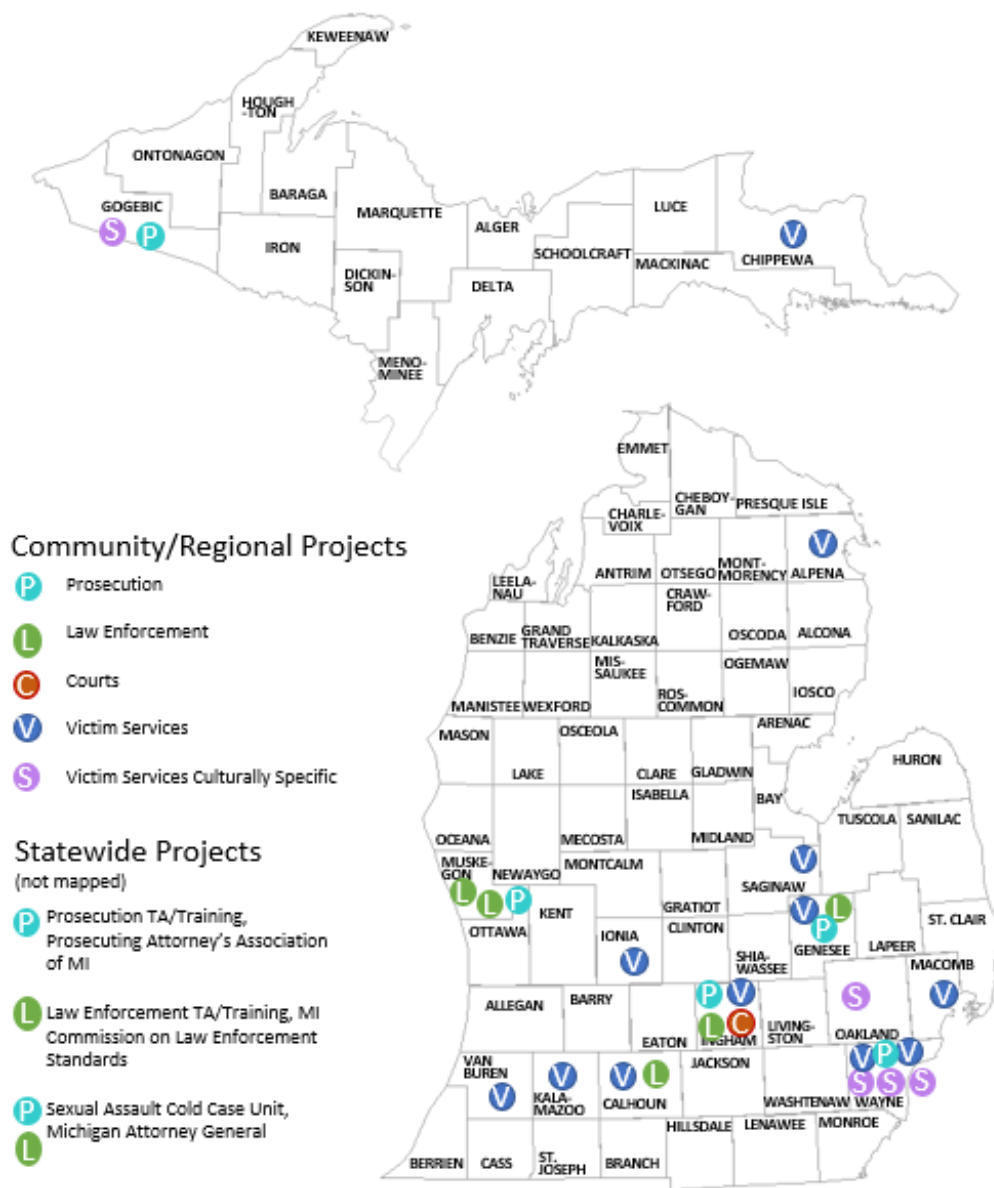 KEWEENAW
HOUGH
-TON
ONTONAGON
BARAGA
GOGEBIC
MARQUETTE
LUCE
ALGER
S
P
IRON
V
SCHOOLCRAFT
CHIPPEWA
MACKINAC
DICKIN-
SON
DELTA
MENO-
MINEE
EMMET
CHEBOY-
GAN
PRESQUE ISLE
CHARLE-
VOIX
Community/Regional Projects
P Prosecution
L Law Enforcement
C Courts
V Victim Services
S Victim Services Culturally Specific
Statewide Projects
(not mapped)
P Prosecution TA/Training,
Prosecuting Attorney's Association
of MI
L Law Enforcement TA/Training, MI
Commission on Law Enforcement
Standards
P Sexual Assault Cold Case Unit,
L Michigan Attorney General
V
LEELA-
NAU
ANTRIM
OTSEGO
MONT-
MORENCY
ALPENA
CRAW-
FORD
BENZIE
GRAND
TRAVERSE
KALKASKA
OSCODA
ALCONA
MIS-
SAUKEE
OGEMAW
MANISTEE
WEXFORD
ROS-
COMMON
IOSCO
ARENAC
MASON
OSCEOLA
LAKE
CLARE
GLADWIN
HURON
ISABELLA
BAY
TUSCOLA
SANILAC
OCEANA
MECOSTA
MIDLAND
MUSKE-
GON
NEWAYGO
MONTCALM
V
SAGINAW
L
L
P
KENT
GRATIOT
V
L
P
ST. CLAIR
OTTAWA
IONIA
CLINTON
GENESEE
LAPEER
V
SHIA-
WASSEE
MACOMB
ALLEGAN
BARRY
P
V
S
V
EATON
L
C
INGHAM
LIVING-
STON
OAKLAND
VAN
BUREN
V
V
L
JACKSON
V
P
V
V
KALA-
MAZOO
CALHOUN
S
S
S
WASHTENAW
WAYNE
HILLSDALE
LENAWEE
MONROE
BERRIEN
CASS
ST.
JOSEPH
BRANCH